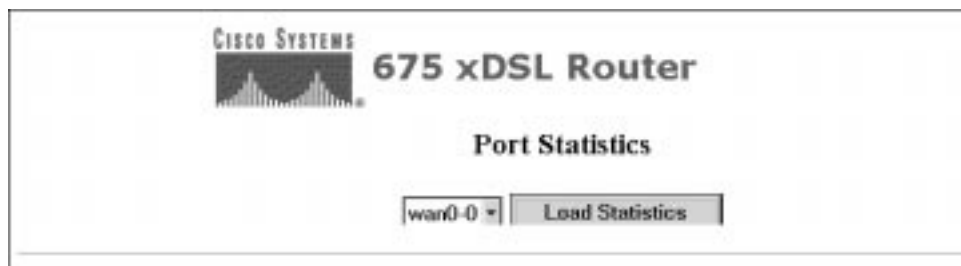 CISCO SYSTEMS
675 xDSL Router
Port Statistics
wan0-0 Load Statistics